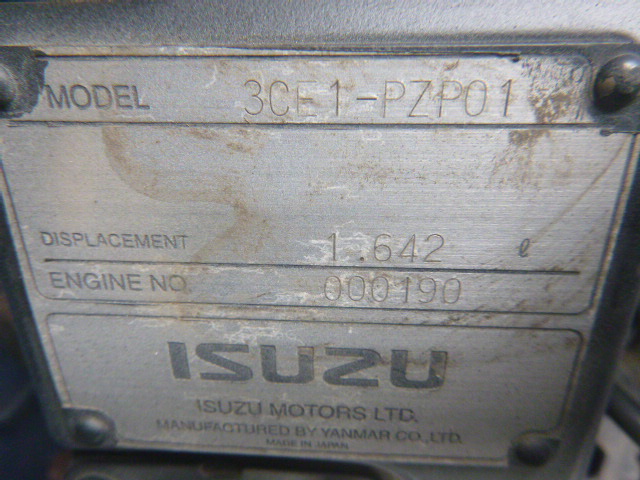 MODEL 3CE1-PZP01
DISPLACEMENT 1.642 ℓ
ENGINE NO. 000190
ISUZU
ISUZU MOTORS LTD.
MANUFACTURED BY YANMAR CO.,LTD.
MADE IN JAPAN